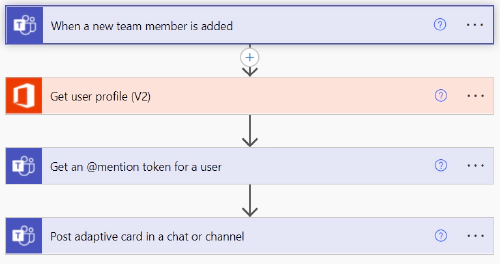 When a new team member is added
Get user profile (V2)
Get an @mention token for a user
Post adaptive card in a chat or channel